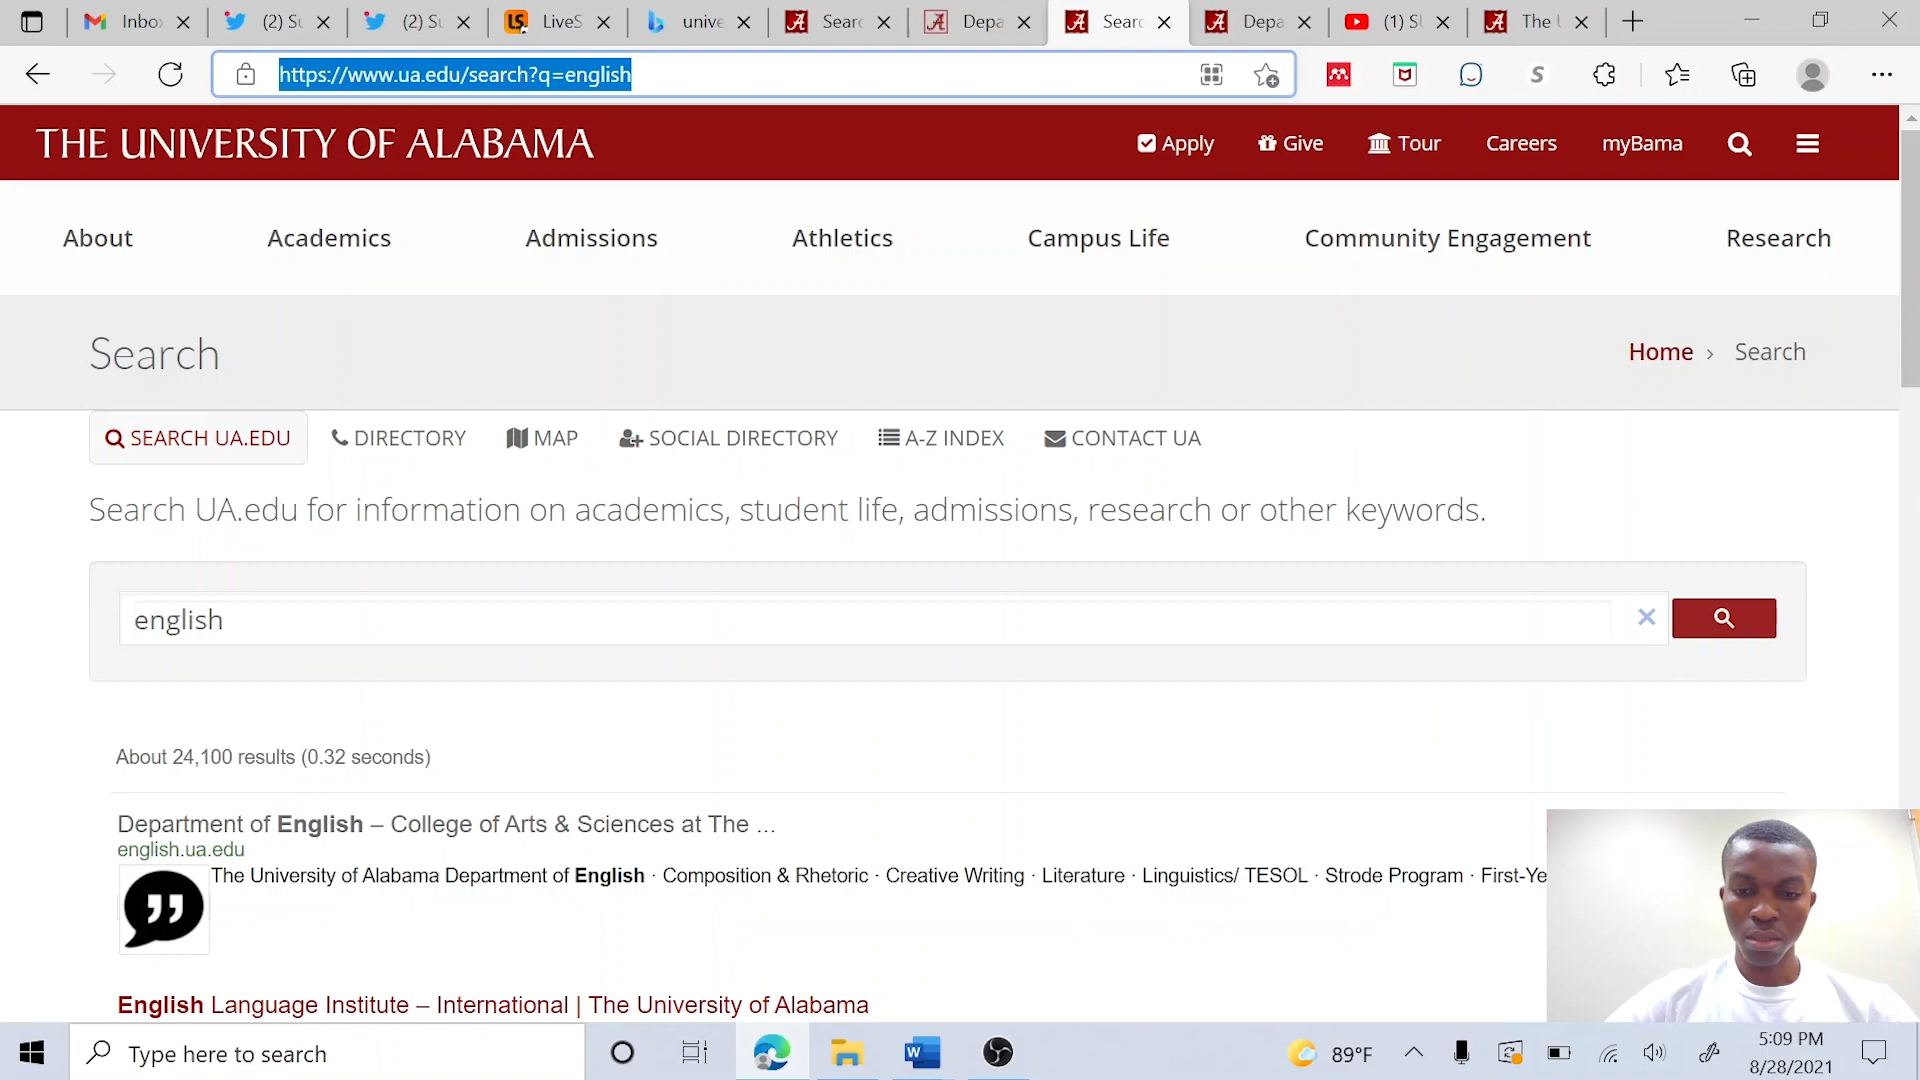 Inbo
(2) Su
(2) Su
LiveS
unive
Searc
Depa
Searc
Depa
(1) SU
The U
https://www.ua.edu/search?q=english
THE UNIVERSITY OF ALABAMA
Apply
Give
Tour
Careers
myBama
About
Academics
Admissions
Athletics
Campus Life
Community Engagement
Research
Search
Home › Search
SEARCH UA.EDU
DIRECTORY
MAP
SOCIAL DIRECTORY
A-Z INDEX
CONTACT UA
Search UA.edu for information on academics, student life, admissions, research or other keywords.
english
About 24,100 results (0.32 seconds)
Department of English – College of Arts & Sciences at The ...
english.ua.edu
The University of Alabama Department of English · Composition & Rhetoric · Creative Writing · Literature · Linguistics/ TESOL · Strode Program · First-Ye
English Language Institute – International | The University of Alabama
Type here to search
89°F
5:09 PM
8/28/2021